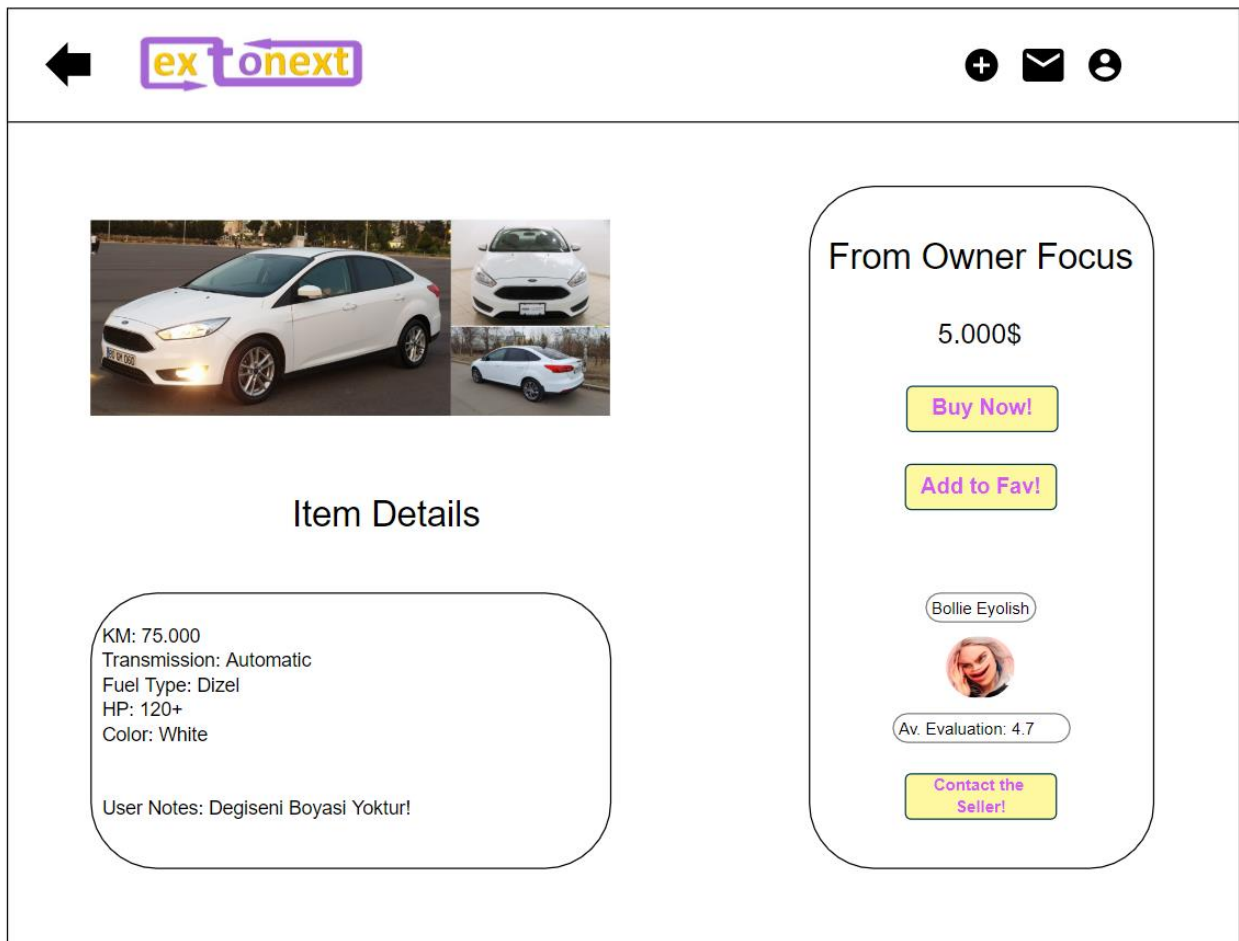 extonext
From Owner Focus
5.000$
Buy Now!
Add to Fav!
Item Details
Bollie Eyolish
KM: 75.000
Transmission: Automatic
Fuel Type: Dizel
HP: 120+
Color: White
Av. Evaluation: 4.7
Contact the
Seller!
User Notes: Degiseni Boyasi Yoktur!